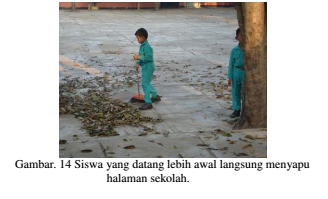 Gambar. 14 Siswa yang datang lebih awal langsung menyapu
halaman sekolah.